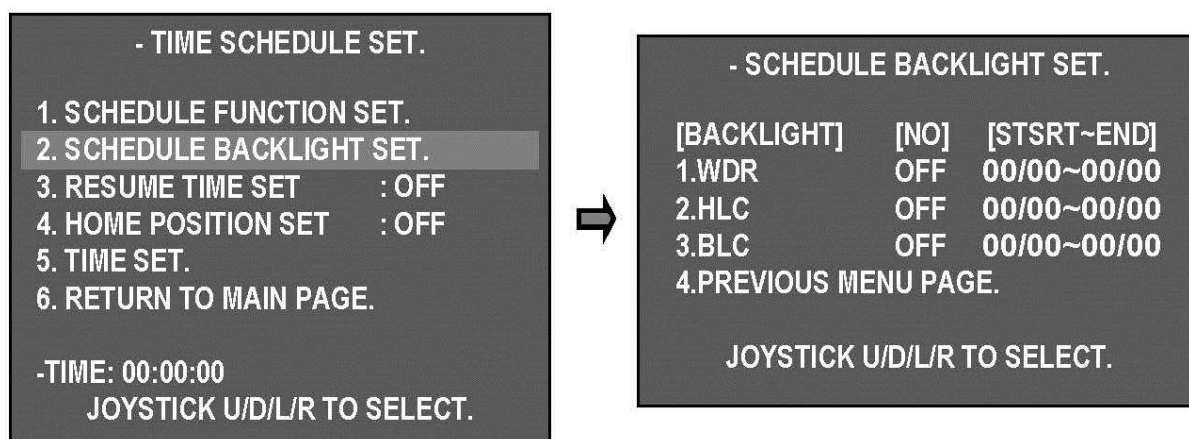 - TIME SCHEDULE SET.
1. SCHEDULE FUNCTION SET.
2. SCHEDULE BACKLIGHT SET.
3. RESUME TIME SET : OFF
4. HOME POSITION SET : OFF
5. TIME SET.
6. RETURN TO MAIN PAGE.
-TIME: 00:00:00
JOYSTICK U/D/L/R TO SELECT.
- SCHEDULE BACKLIGHT SET.
[BACKLIGHT] [NO] [STSRT~END]
1.WDR OFF 00/00~00/00
2.HLC OFF 00/00~00/00
3.BLC OFF 00/00~00/00
4.PREVIOUS MENU PAGE.
JOYSTICK U/D/L/R TO SELECT.